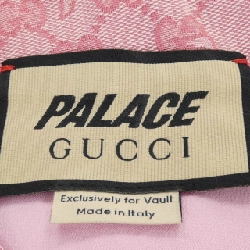 PALACE
GUCCI
Exclusively for Vault
Made in Italy